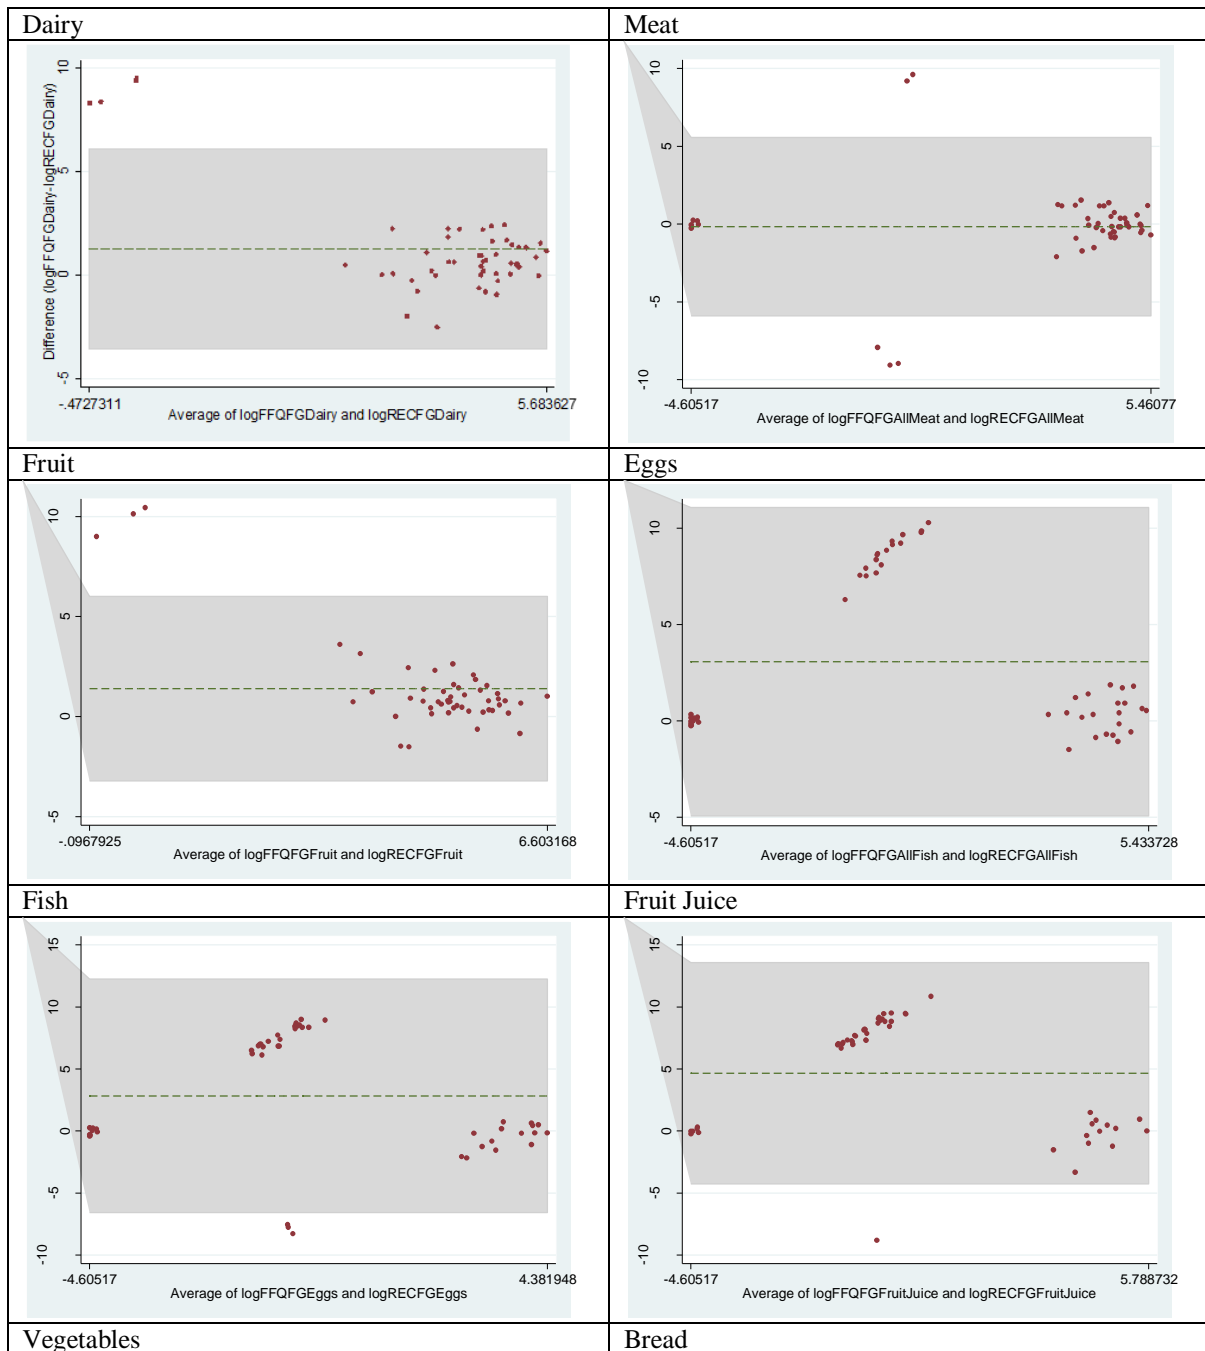 Dairy
Meat
Difference (logFFQFGDairy-logRECFGDairy)
10
5
0
-5
-.4727311
5.683627
Average of logFFQFGDairy and logRECFGDairy
10
5
0
-5
-10
-4.60517
5.46077
Average of logFFQFGAllMeat and logRECFGAllMeat
Fruit
Eggs
10
5
0
-5
-.0967925
6.603168
Average of logFFQFGFruit and logRECFGFruit
10
5
0
-5
-4.60517
5.433728
Average of logFFQFGAllFish and logRECFGAllFish
Fish
Fruit Juice
15
10
5
0
-5
-10
-4.60517
4.381948
Average of logFFQFGEggs and logRECFGEggs
15
10
5
0
-5
-10
-4.60517
5.788732
Average of logFFQFGFruitJuice and logRECFGFruitJuice
Vegetables
Bread